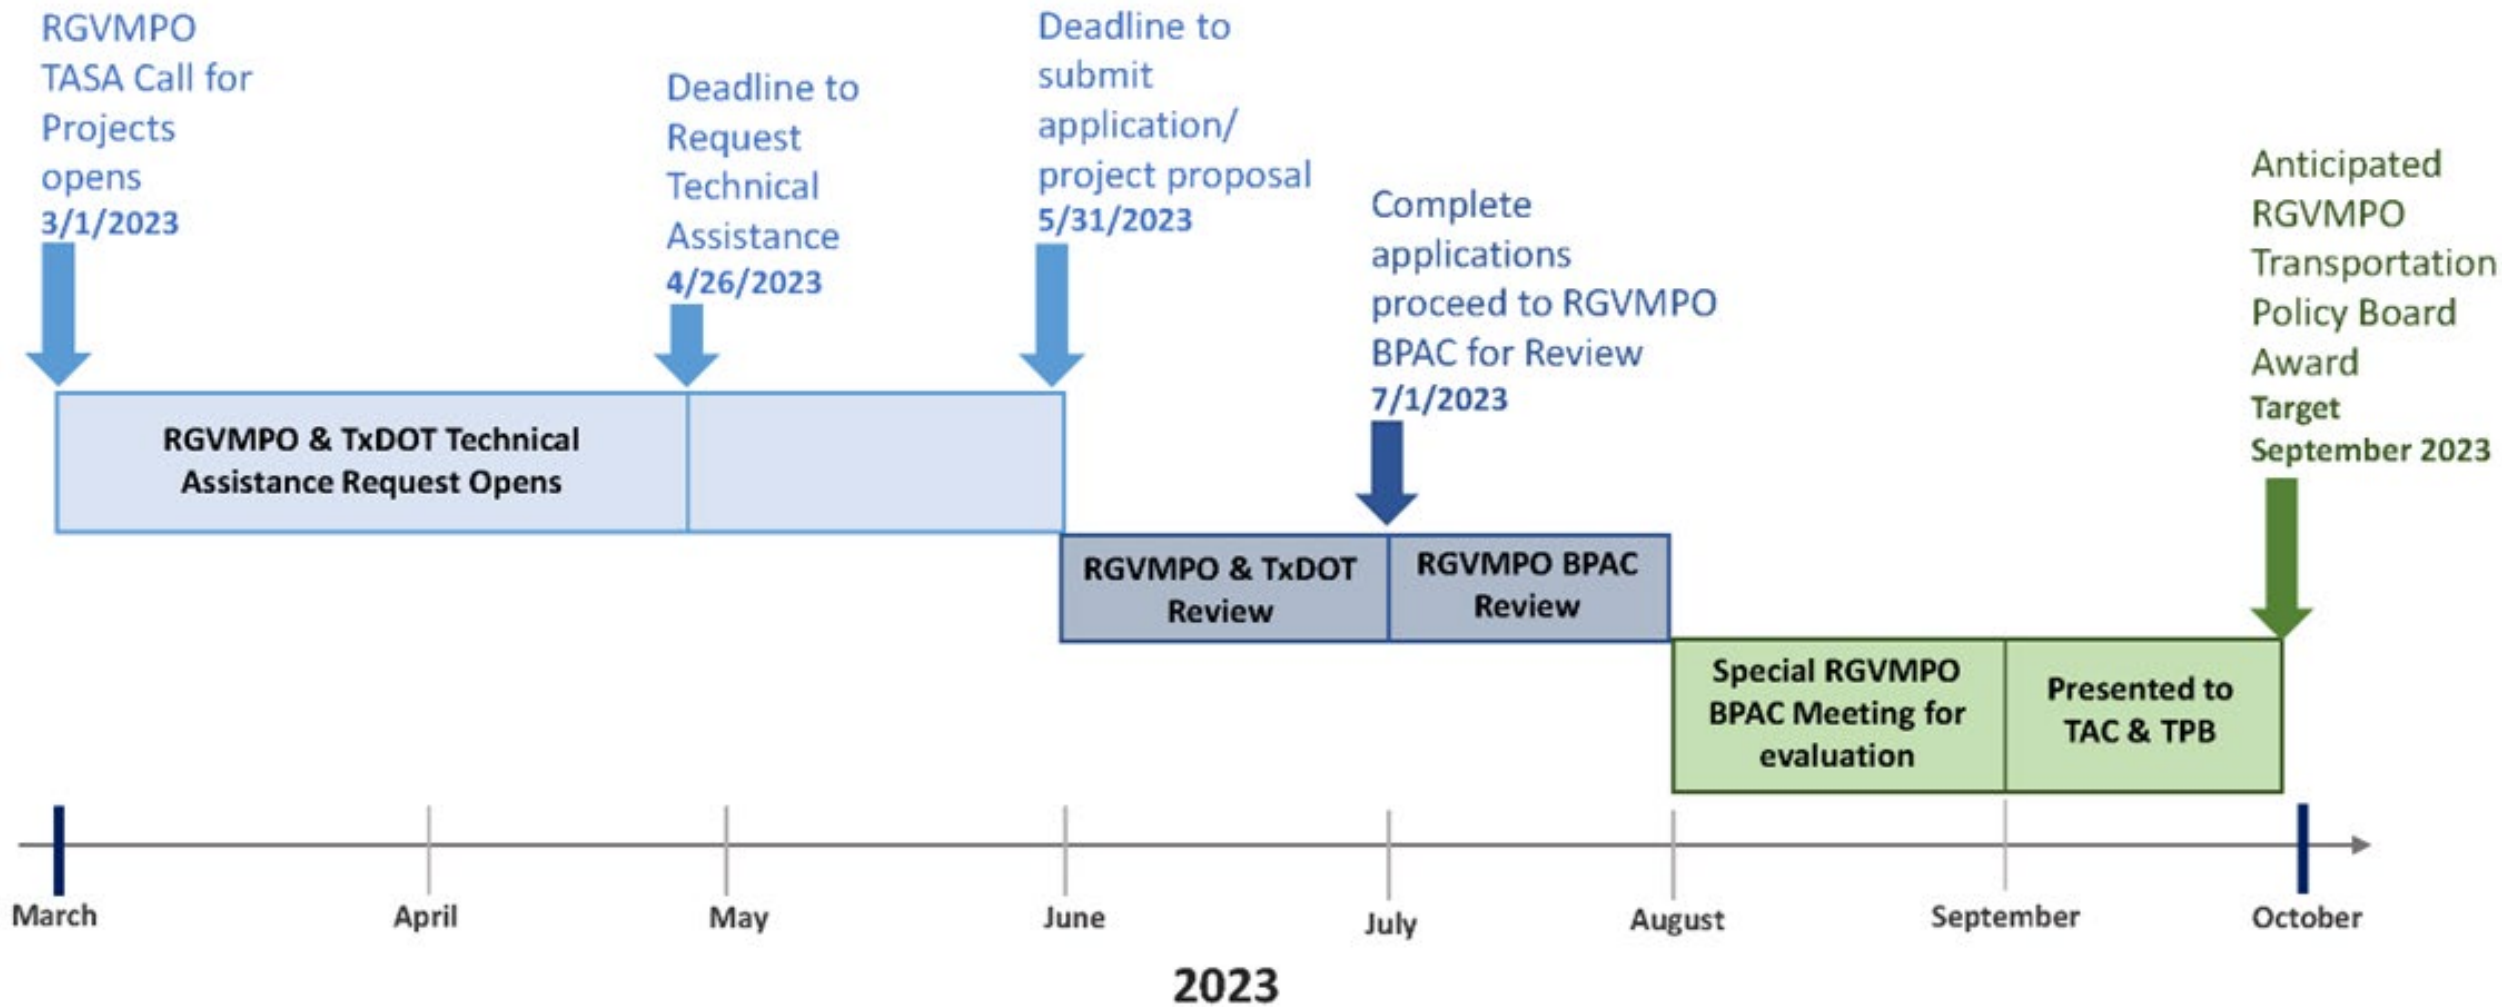 RGVMPO
TASA Call for
Projects
opens
3/1/2023
Deadline to
Request
Technical
Assistance
4/26/2023
Deadline to
submit
application/
project proposal
5/31/2023
Complete
applications
proceed to RGVMPO
BPAC for Review
7/1/2023
Anticipated
RGVMPO
Transportation
Policy Board
Award
Target
September 2023
RGVMPO & TxDOT Technical
Assistance Request Opens
RGVMPO & TxDOT
Review
RGVMPO BPAC
Review
Special RGVMPO
BPAC Meeting for
evaluation
Presented to
TAC & TPB
March
April
May
June
July
August
September
October
2023